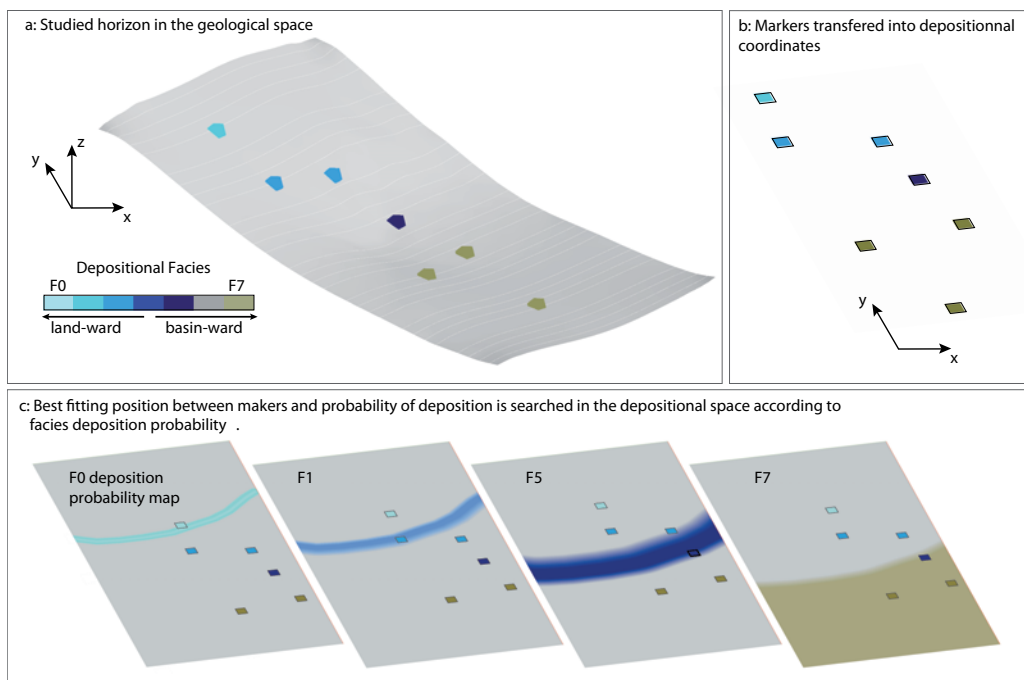 a: Studied horizon in the geological space
z
y
x
Depositional Facies
F0 F7
land-ward basin-ward
b: Markers transfered into depositionnal
coordinates
y
x
c: Best fitting position between makers and probability of deposition is searched in the depositional space according to
facies deposition probability .
F0 deposition
probability map
F1
F5
F7